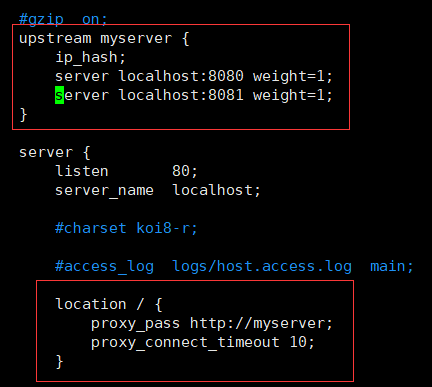 #gzip  on;
upstream myserver {
    ip_hash;
    server localhost:8080 weight=1;
    server localhost:8081 weight=1;
}

server {
    listen       80;
    server_name  localhost;

    #charset koi8-r;

    #access_log  logs/host.access.log  main;

    location / {
        proxy_pass http://myserver;
        proxy_connect_timeout 10;
    }